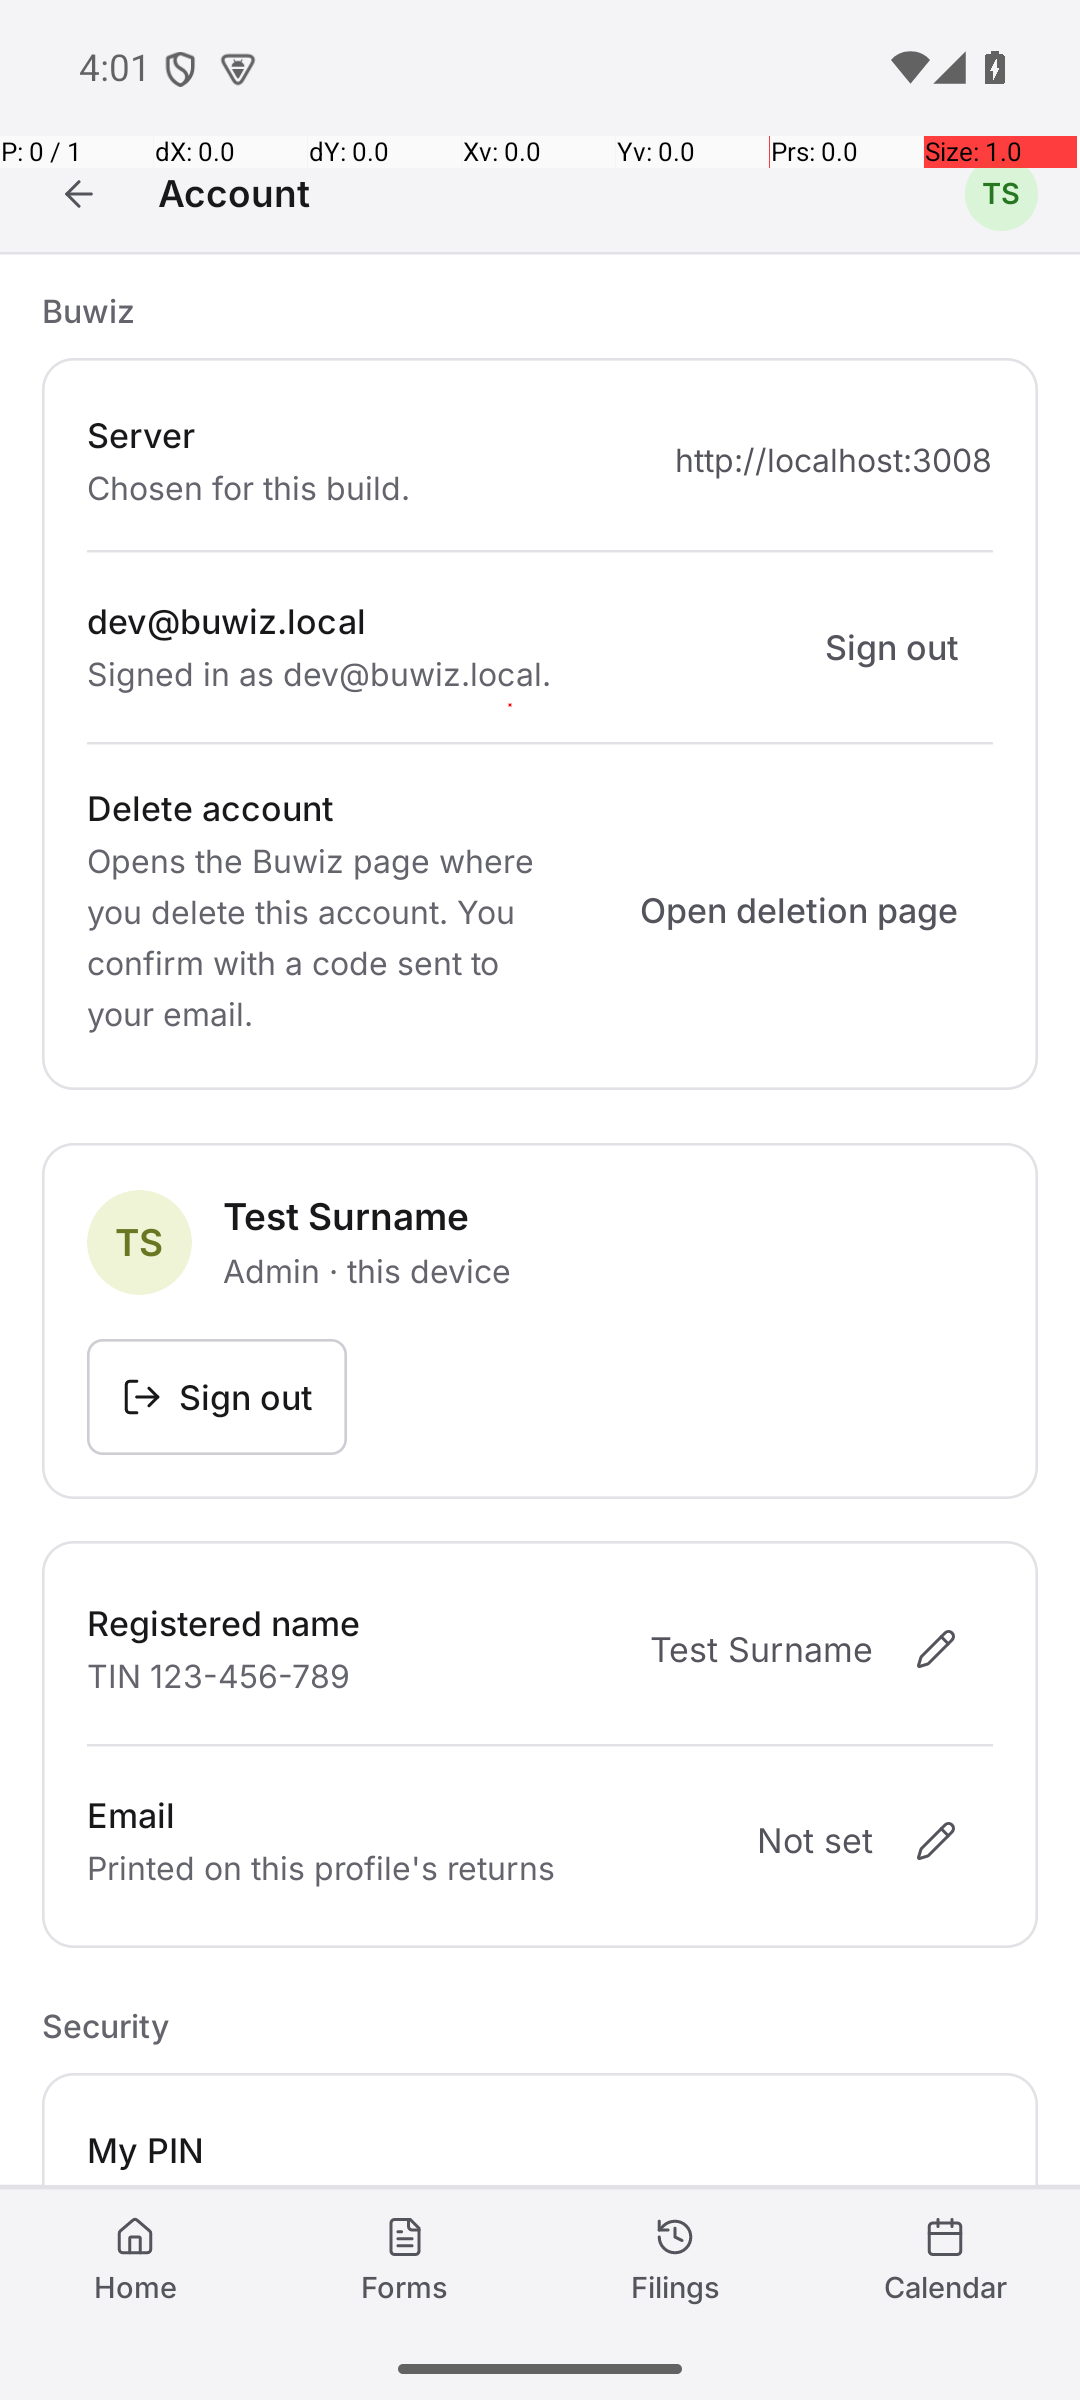 4:01
P: 0 / 1 dX: 0.0 dY: 0.0 Xv: 0.0 Yv: 0.0 Prs: 0.0 Size: 1.0
Account
TS
Buwiz
Server
Chosen for this build.
http://localhost:3008
dev@buwiz.local
Signed in as dev@buwiz.local.
Sign out
Delete account
Opens the Buwiz page where
you delete this account. You
confirm with a code sent to
your email.
Open deletion page
TS
Test Surname
Admin · this device
Sign out
Registered name
TIN 123-456-789
Test Surname
Email
Printed on this profile's returns
Not set
Security
My PIN
Home
Forms
Filings
Calendar